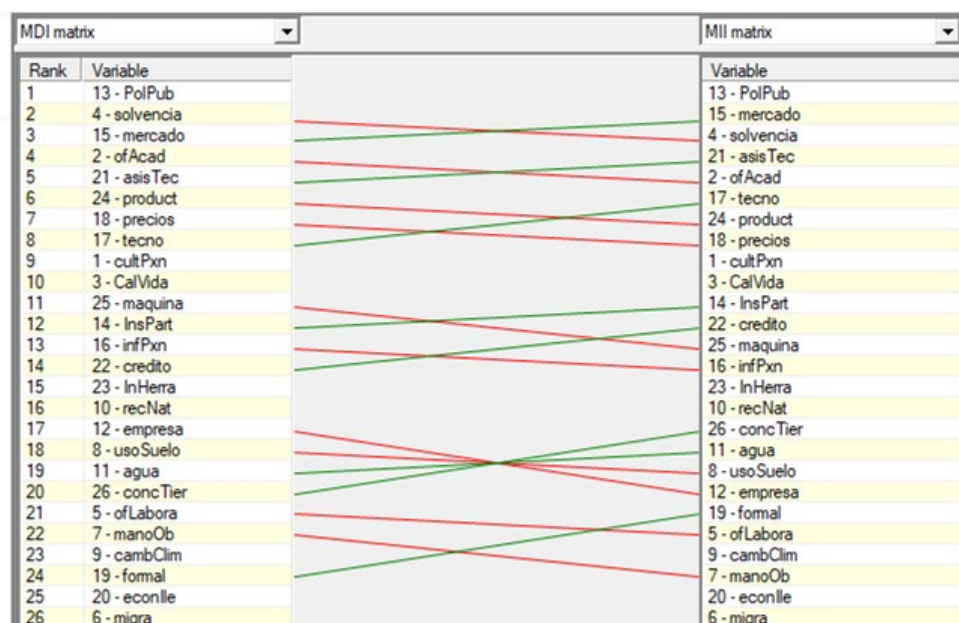 MDI matrix MII matrix
Rank Variable Variable
1 13 - PolPub 13 - PolPub
2 4 - solvencia 15 - mercado
3 15 - mercado 4 - solvencia
4 2 - ofAcad 21 - asisTec
5 21 - asisTec 2 - ofAcad
6 24 - product 17 - tecno
7 18 - precios 24 - product
8 17 - tecno 18 - precios
9 1 - cultPxn 1 - cultPxn
10 3 - CalVida 3 - CalVida
11 25 - maquina 14 - InsPart
12 14 - InsPart 22 - credito
13 16 - infPxn 25 - maquina
14 22 - credito 16 - infPxn
15 23 - InHerra 23 - InHerra
16 10 - recNat 10 - recNat
17 12 - empresa 26 - concTier
18 8 - usoSuelo 11 - agua
19 11 - agua 8 - usoSuelo
20 26 - concTier 12 - empresa
21 5 - ofLabora 19 - formal
22 7 - manoOb 5 - ofLabora
23 9 - cambClim 9 - cambClim
24 19 - formal 7 - manoOb
25 20 - econIle 20 - econIle
26 6 - migra 6 - migra